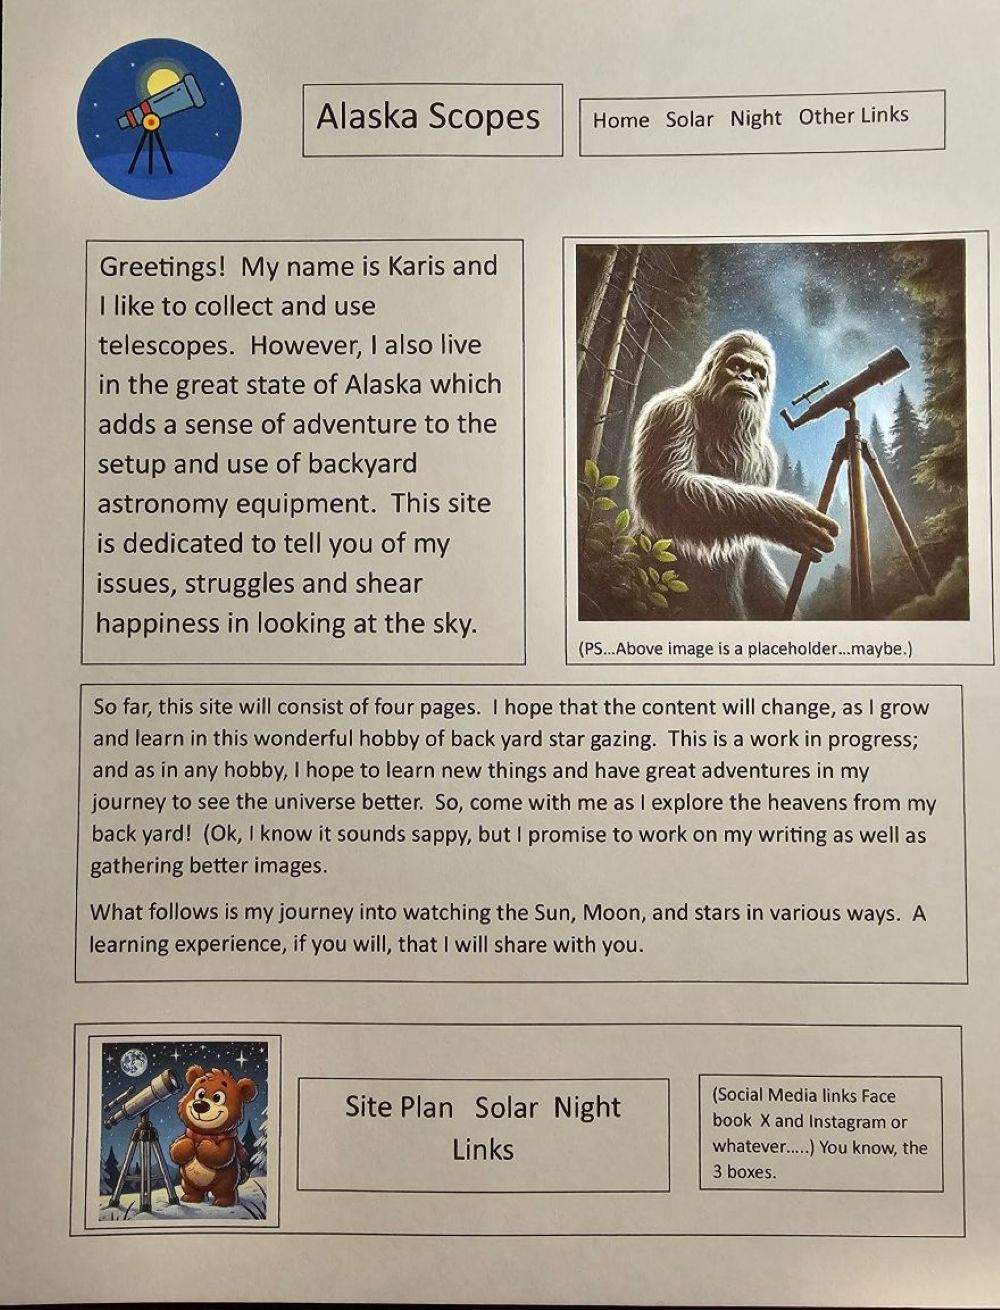 Alaska Scopes
Home Solar Night Other Links
Greetings! My name is Karis and
I like to collect and use
telescopes. However, I also live
in the great state of Alaska which
adds a sense of adventure to the
setup and use of backyard
astronomy equipment. This site
is dedicated to tell you of my
issues, struggles and shear
happiness in looking at the sky.
(PS...Above image is a placeholder...maybe.)
So far, this site will consist of four pages. I hope that the content will change, as I grow
and learn in this wonderful hobby of back yard star gazing. This is a work in progress;
and as in any hobby, I hope to learn new things and have great adventures in my
journey to see the universe better. So, come with me as I explore the heavens from my
back yard! (Ok, I know it sounds sappy, but I promise to work on my writing as well as
gathering better images.
What follows is my journey into watching the Sun, Moon, and stars in various ways. A
learning experience, if you will, that I will share with you.
Site Plan Solar Night
Links
(Social Media links Face
book X and Instagram or
whatever.....) You know, the
3 boxes.